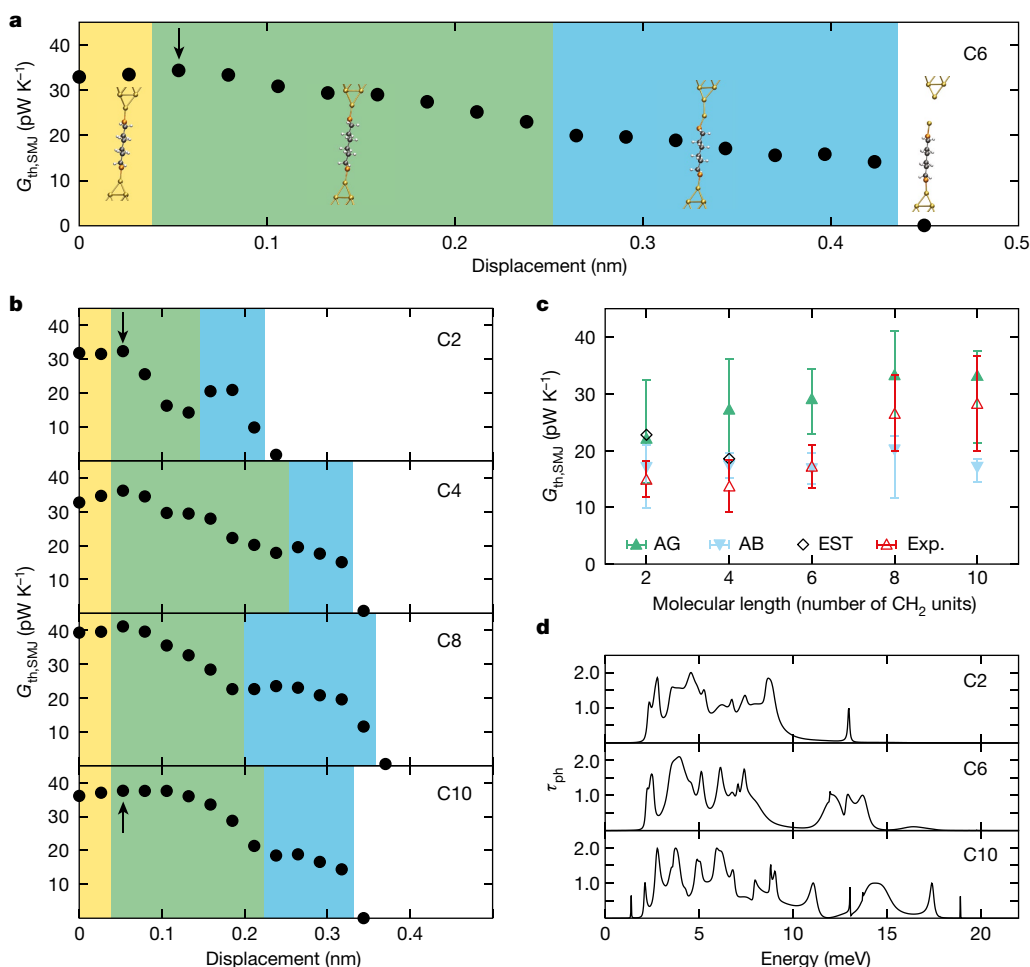 a
C6
G_th,SMJ (pW K⁻¹)
40
30
20
10
0
0 0.1 0.2 0.3 0.4 0.5
Displacement (nm)
b
C2
40
30
20
10
C4
40
30
20
10
C8
40
30
20
10
C10
40
30
20
10
G_th,SMJ (pW K⁻¹)
0 0.1 0.2 0.3 0.4
Displacement (nm)
c
G_th,SMJ (pW K⁻¹)
40
30
20
10
0
AG AB EST Exp.
2 4 6 8 10
Molecular length (number of CH₂ units)
d
C2
2.0
1.0
C6
2.0
1.0
C10
2.0
1.0
τ_ph
0 5 10 15 20
Energy (meV)